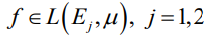 f ∈ L(E_j, μ), j = 1,2